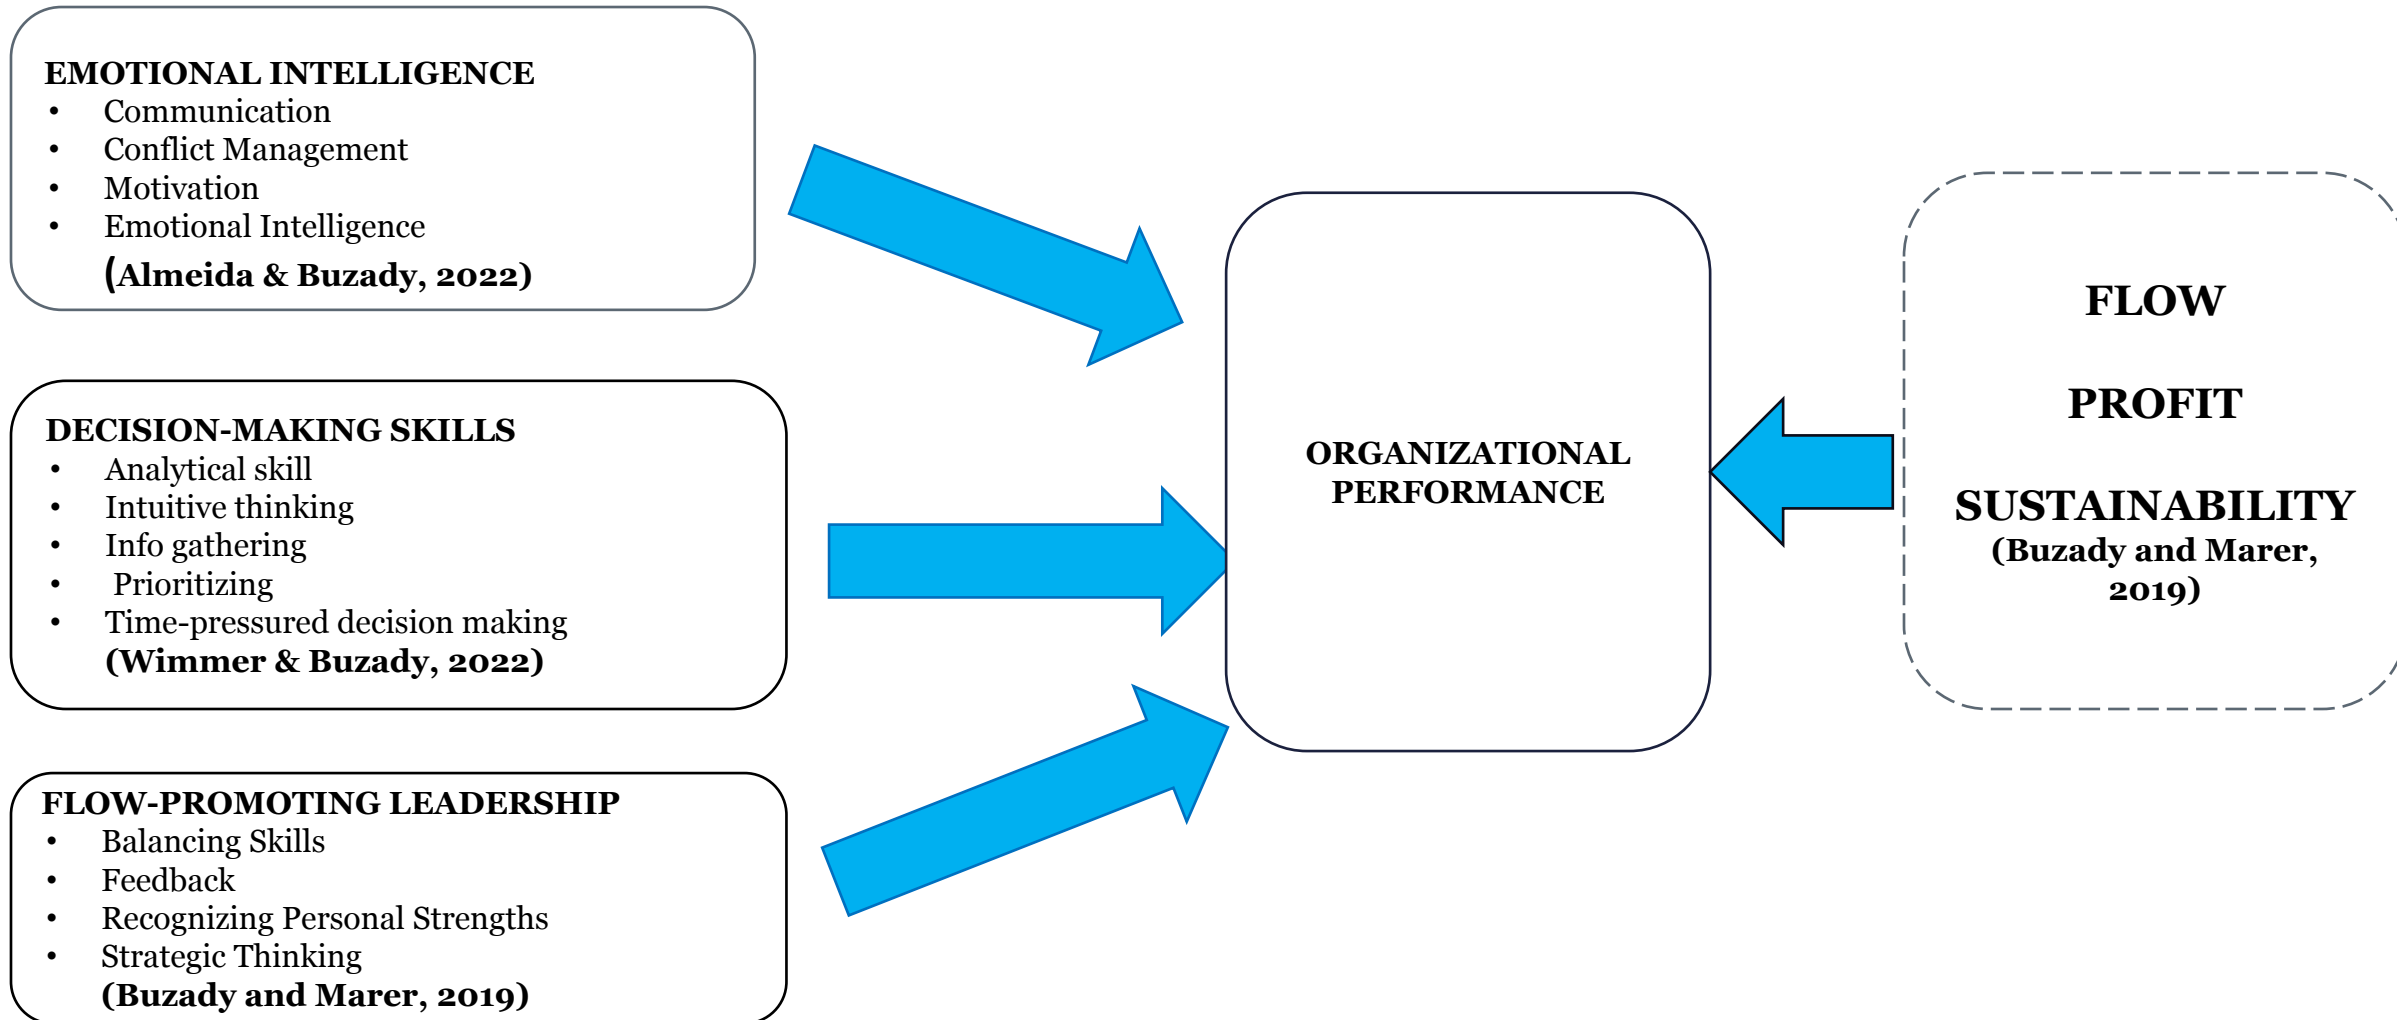 EMOTIONAL INTELLIGENCE
• Communication
• Conflict Management
• Motivation
• Emotional Intelligence
(Almeida & Buzady, 2022)
DECISION-MAKING SKILLS
• Analytical skill
• Intuitive thinking
• Info gathering
• Prioritizing
• Time-pressured decision making
(Wimmer & Buzady, 2022)
FLOW-PROMOTING LEADERSHIP
• Balancing Skills
• Feedback
• Recognizing Personal Strengths
• Strategic Thinking
(Buzady and Marer, 2019)
ORGANIZATIONAL
PERFORMANCE
FLOW
PROFIT
SUSTAINABILITY
(Buzady and Marer,
2019)